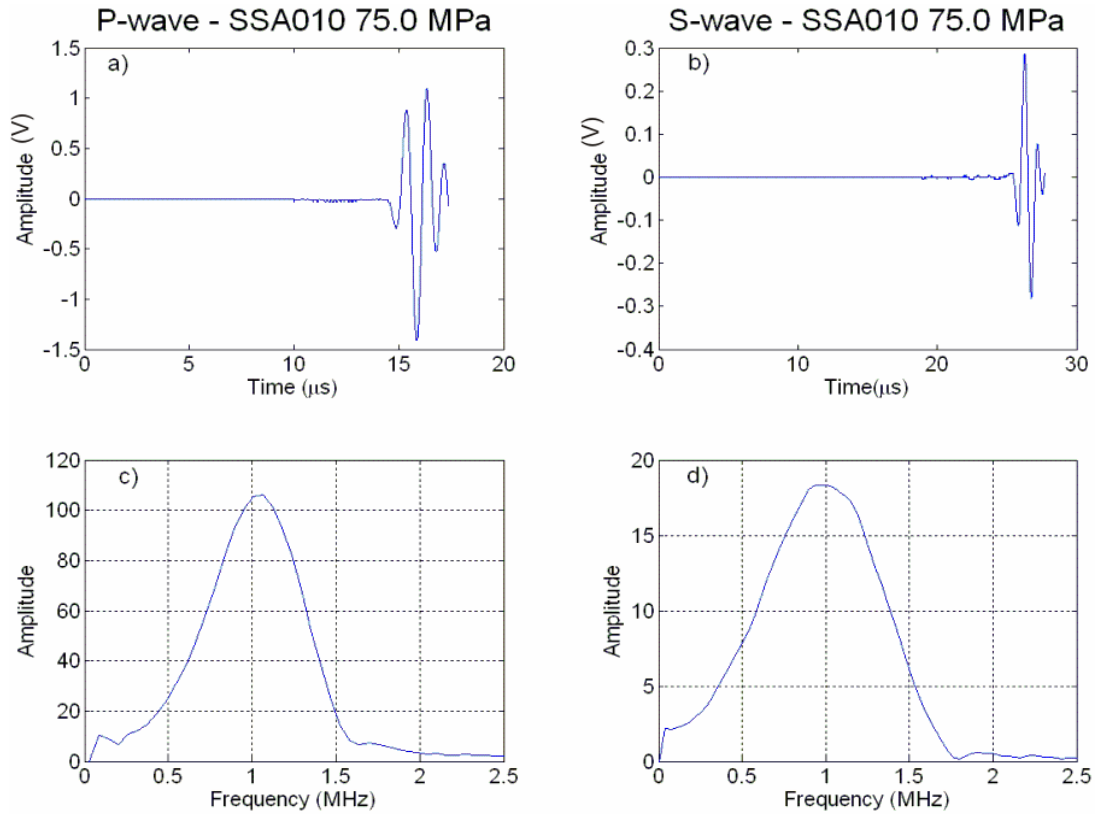 P-wave - SSA010 75.0 MPa
a)
1.5
1
0.5
0
-0.5
-1
-1.5
Amplitude (V)
0 5 10 15 20
Time (μs)
S-wave - SSA010 75.0 MPa
b)
0.3
0.2
0.1
0
-0.1
-0.2
-0.3
-0.4
Amplitude (V)
0 10 20 30
Time(μs)
c)
120
100
80
60
40
20
0
Amplitude
0 0.5 1 1.5 2 2.5
Frequency (MHz)
d)
20
15
10
5
0
Amplitude
0 0.5 1 1.5 2 2.5
Frequency (MHz)